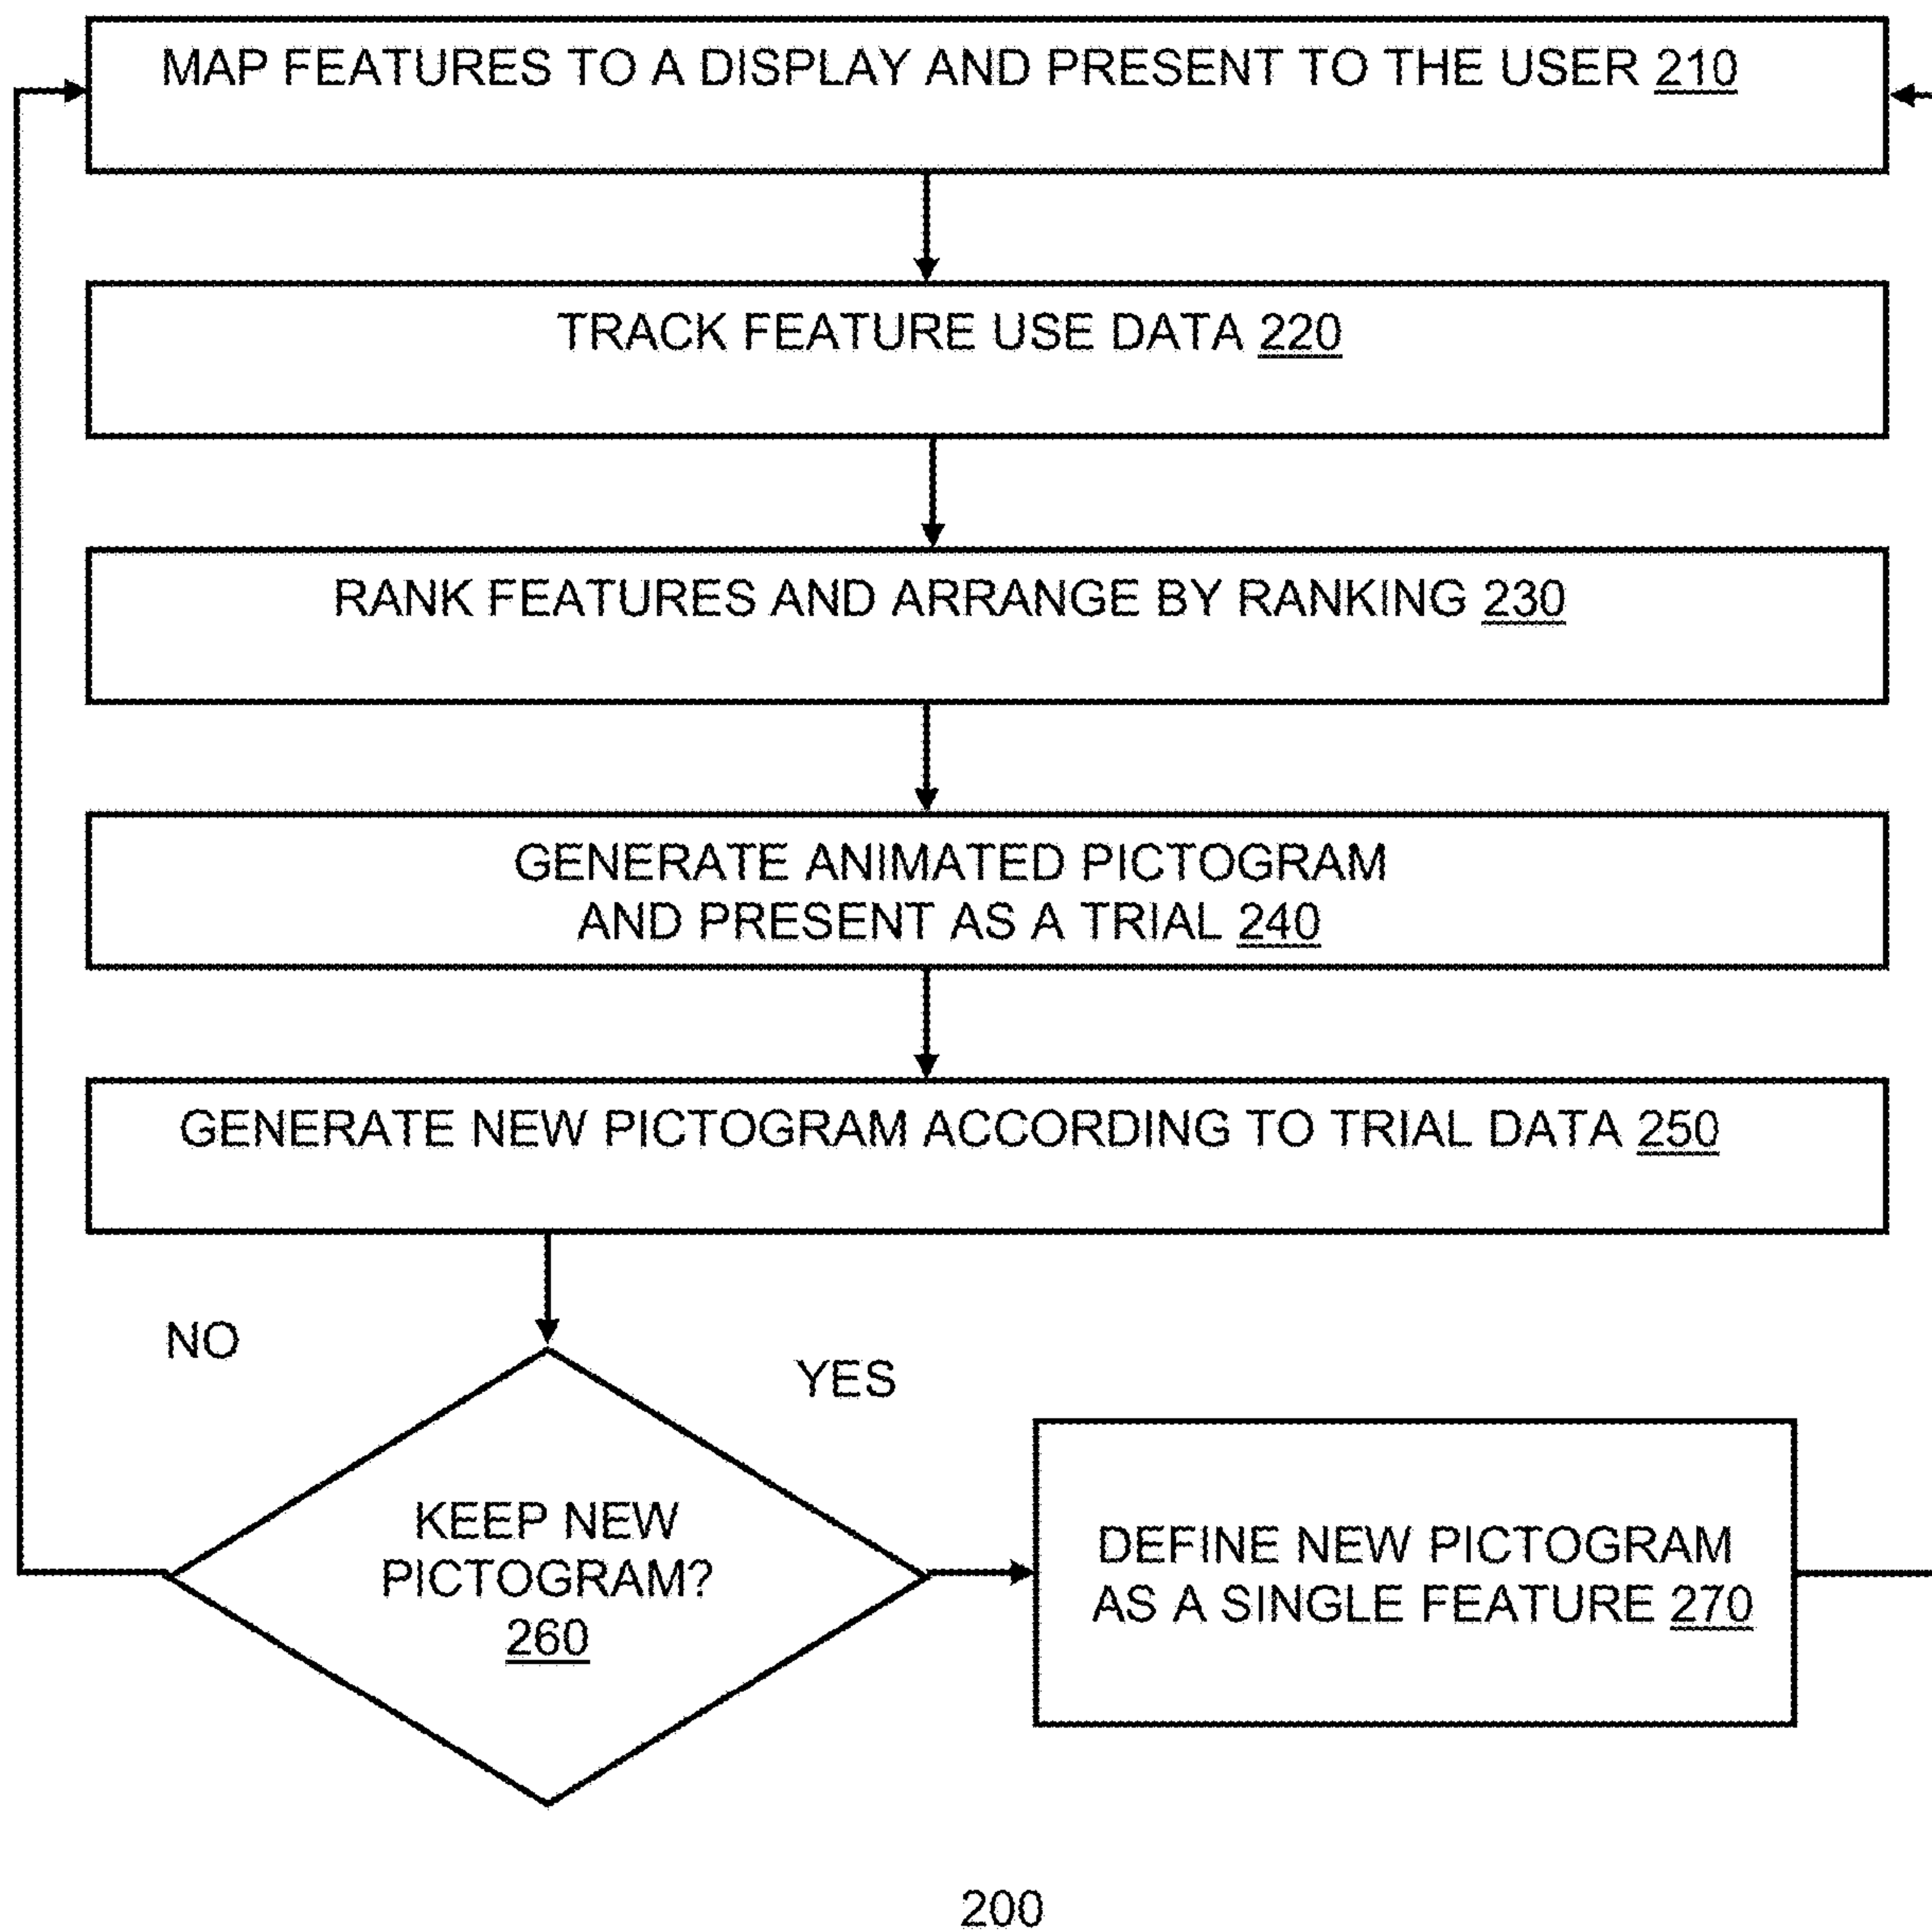 MAP FEATURES TO A DISPLAY AND PRESENT TO THE USER 210
TRACK FEATURE USE DATA 220
RANK FEATURES AND ARRANGE BY RANKING 230
GENERATE ANIMATED PICTOGRAM
AND PRESENT AS A TRIAL 240
GENERATE NEW PICTOGRAM ACCORDING TO TRIAL DATA 250
NO
YES
KEEP NEW
PICTOGRAM?
260
DEFINE NEW PICTOGRAM
AS A SINGLE FEATURE 270
200